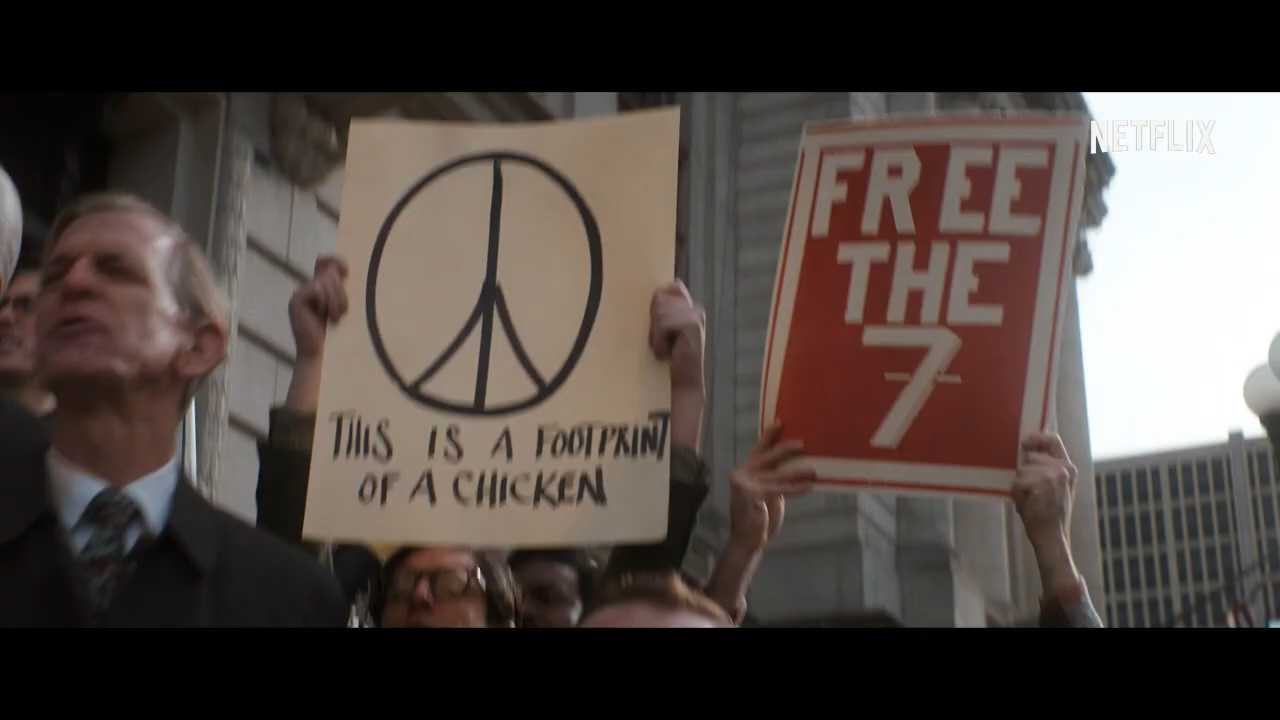 NETFLIX
THIS IS A FOOTPRINT
OF A CHICKEN
FREE
THE
7